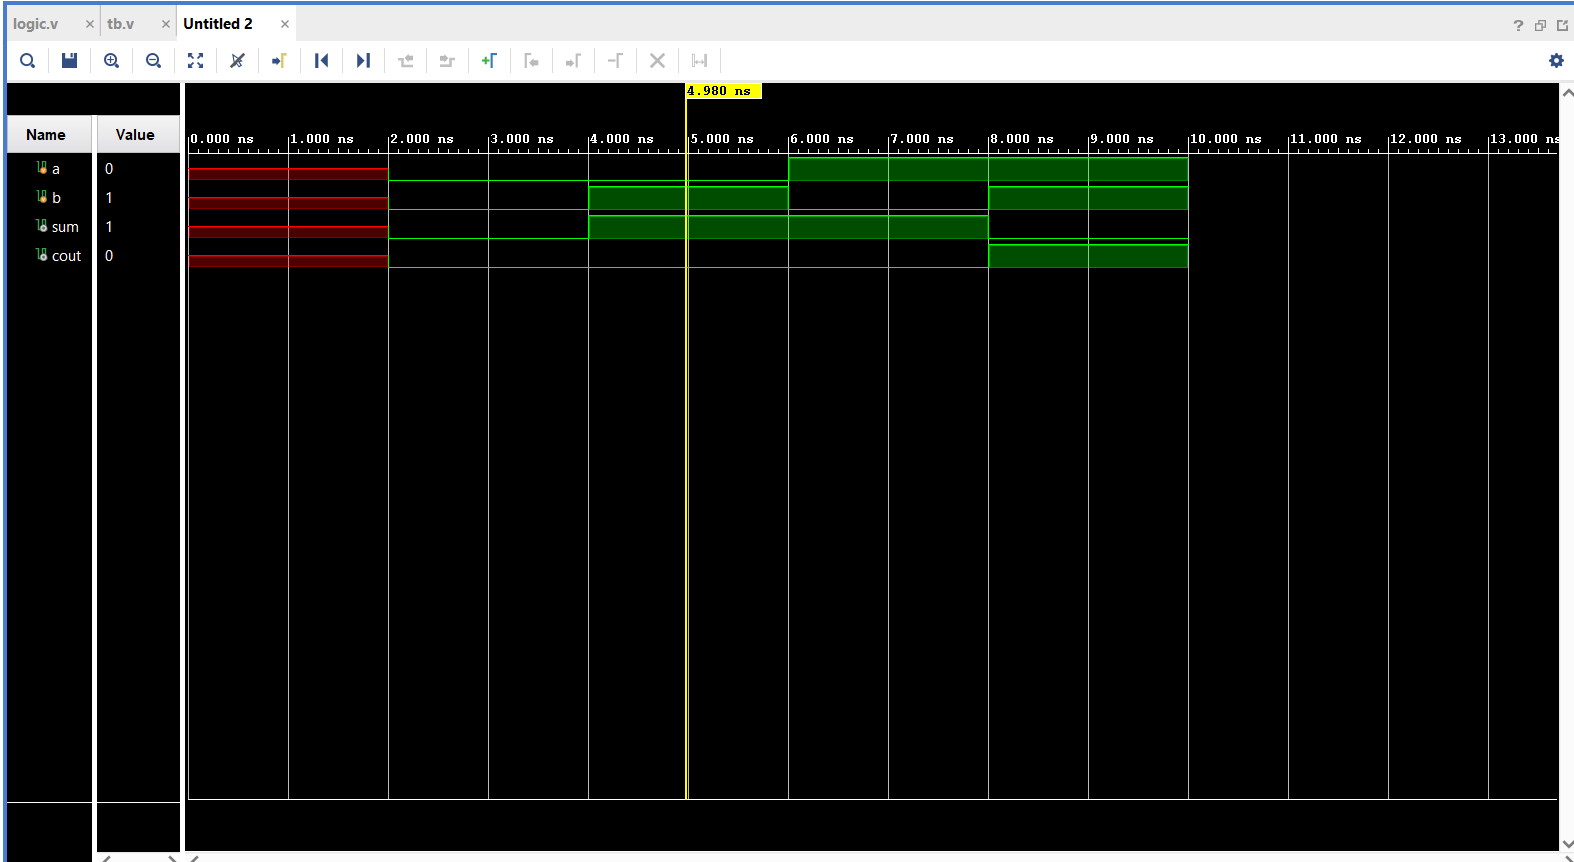 logic.v × tb.v × Untitled 2 ×
?
4.980 ns
Name Value
0.000 ns 1.000 ns 2.000 ns 3.000 ns 4.000 ns 5.000 ns 6.000 ns 7.000 ns 8.000 ns 9.000 ns 10.000 ns 11.000 ns 12.000 ns 13.000 ns
a 0
b 1
sum 1
cout 0